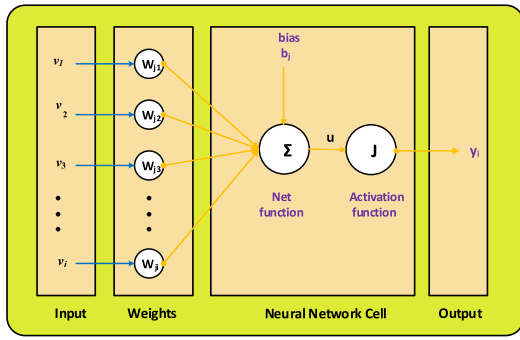 v1
v2
v3
vi
Wj1
Wj2
Wj3
Wji
bias
bj
Σ
u
J
yi
Net
function
Activation
function
Input
Weights
Neural Network Cell
Output